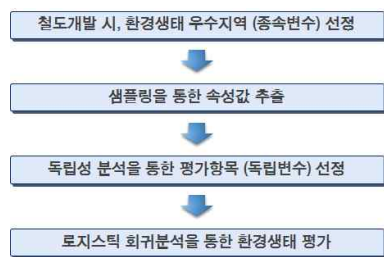 철도개발 시, 환경생태 우수지역 (종속변수) 선정
샘플링을 통한 속성값 추출
독립성 분석을 통한 평가항목 (독립변수) 선정
로지스틱 회귀분석을 통한 환경생태 평가